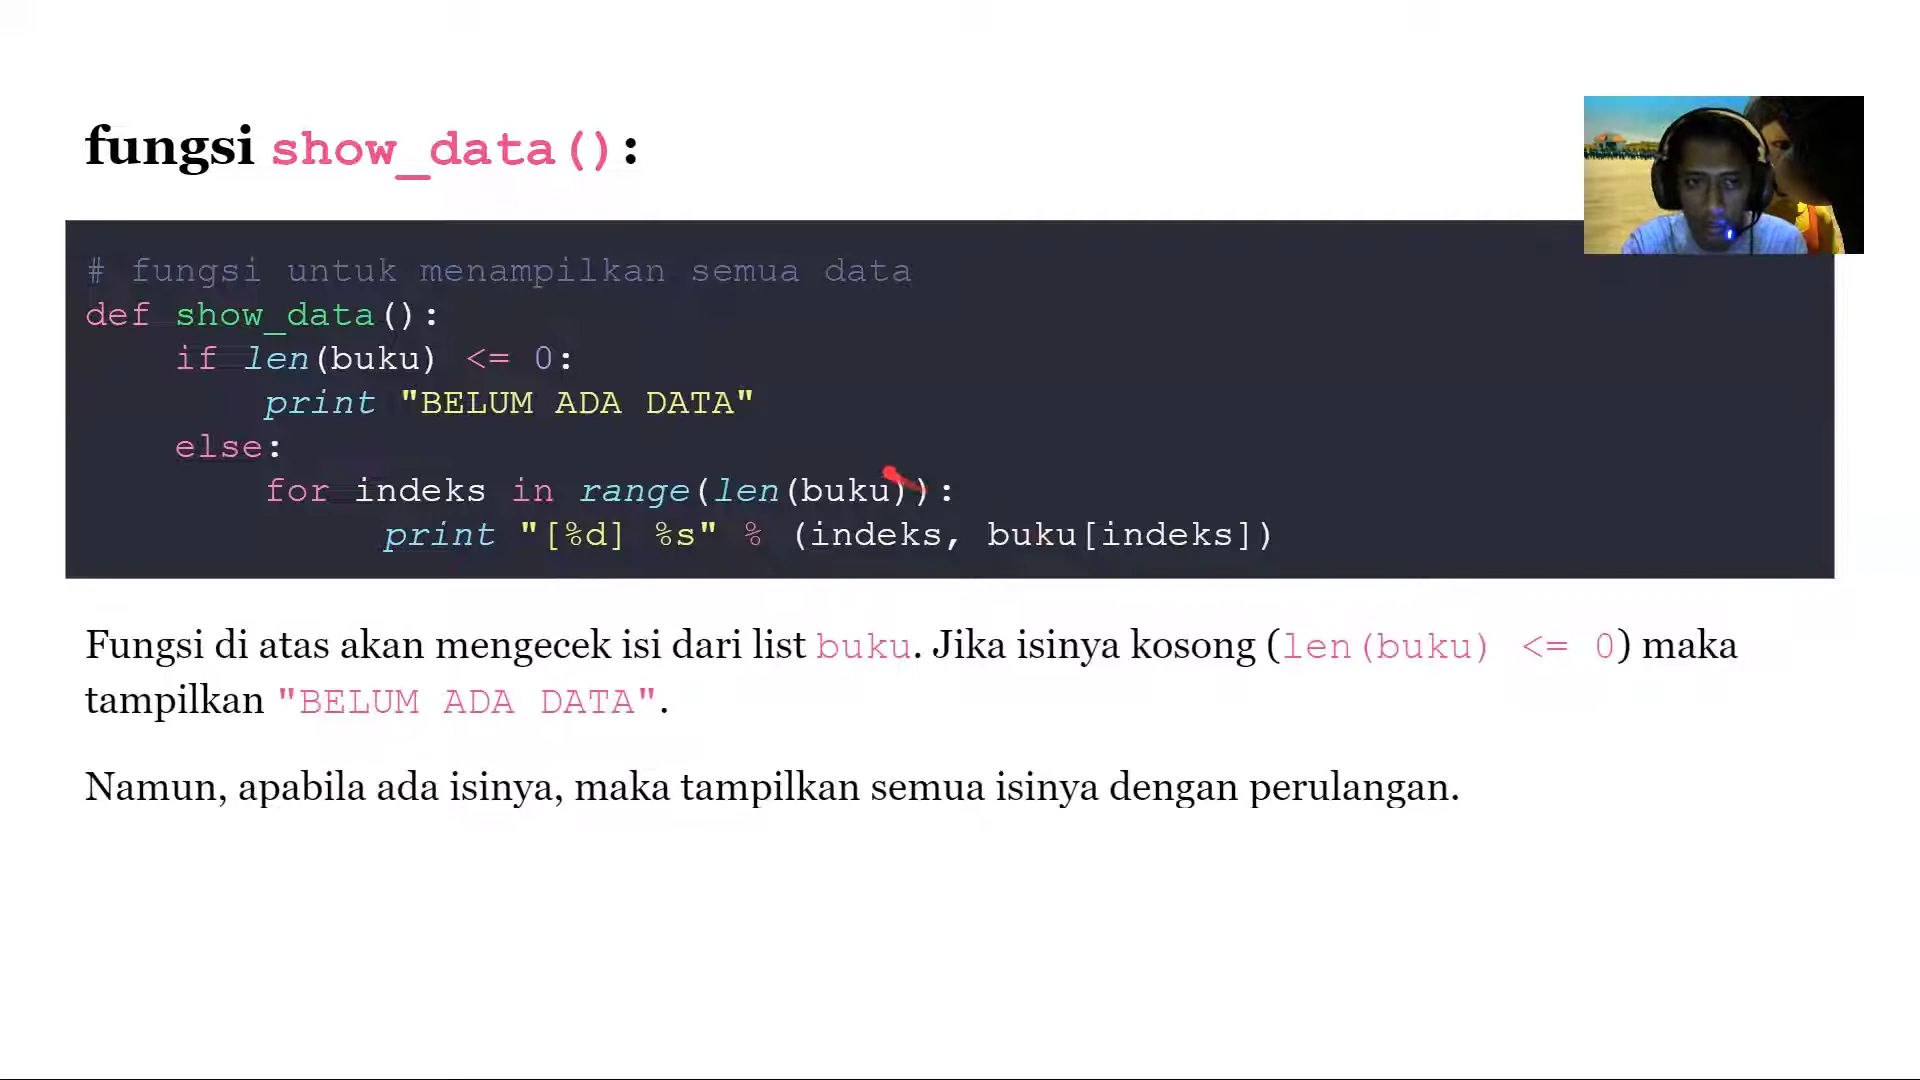 fungsi show_data():
# fungsi untuk menampilkan semua data
def show_data():
    if len(buku) <= 0:
        print "BELUM ADA DATA"
    else:
        for indeks in range(len(buku)):
            print "[%d] %s" % (indeks, buku[indeks])
Fungsi di atas akan mengecek isi dari list buku. Jika isinya kosong (len(buku) <= 0) maka
tampilkan "BELUM ADA DATA".
Namun, apabila ada isinya, maka tampilkan semua isinya dengan perulangan.